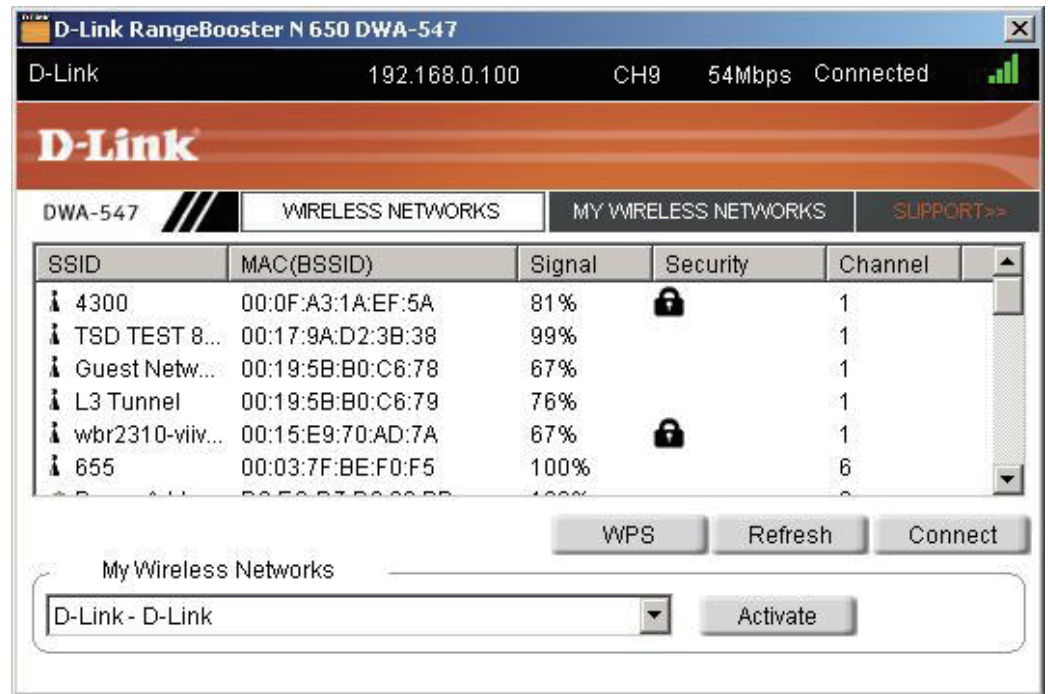 D-Link RangeBooster N 650 DWA-547
D-Link 192.168.0.100 CH9 54Mbps Connected
D-Link
DWA-547 WIRELESS NETWORKS MY WIRELESS NETWORKS SUPPORT>>
SSID MAC(BSSID) Signal Security Channel
4300 00:0F:A3:1A:EF:5A 81% 1
TSD TEST 8... 00:17:9A:D2:3B:38 99% 1
Guest Netw... 00:19:5B:B0:C6:78 67% 1
L3 Tunnel 00:19:5B:B0:C6:79 76% 1
wbr2310-viiv... 00:15:E9:70:AD:7A 67% 1
655 00:03:7F:BE:F0:F5 100% 6
WPS Refresh Connect
My Wireless Networks
D-Link - D-Link Activate